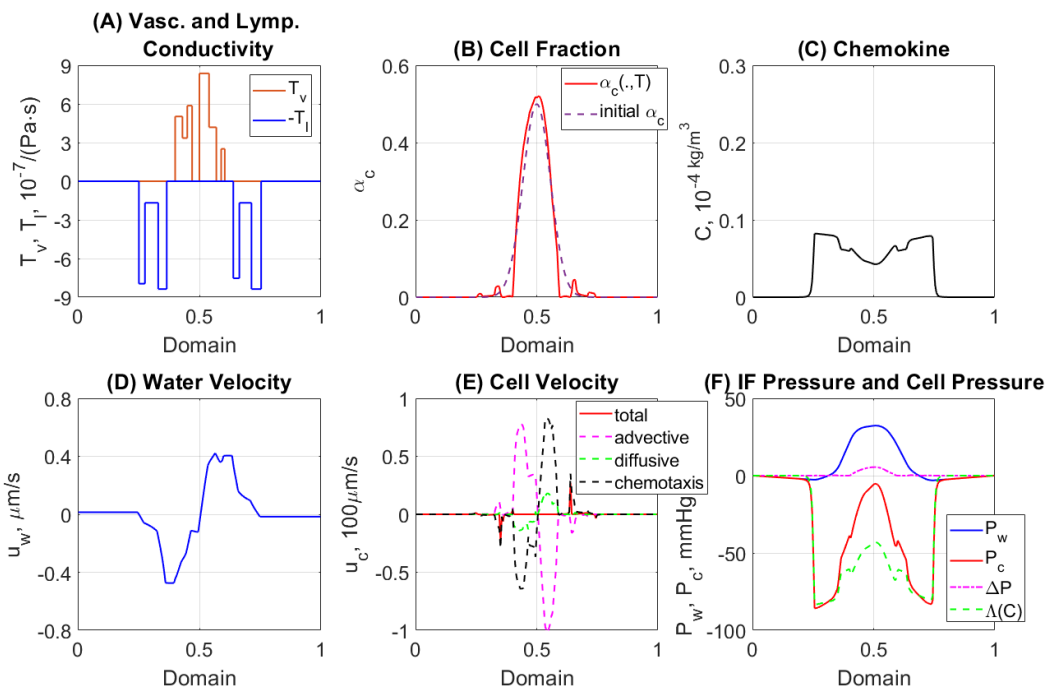 (A) Vasc. and Lymp.
Conductivity
9
6
3
0
-3
-6
-9
T_v, T_l, 10^-7/(Pa·s)
T_v
-T_l
0
0.5
1
Domain
(B) Cell Fraction
0.6
0.4
0.2
0
α_c
α_c(.,T)
initial α_c
0
0.5
1
Domain
(C) Chemokine
0.3
0.2
0.1
0
C, 10^-4 kg/m^3
0
0.5
1
Domain
(D) Water Velocity
0.8
0.4
0
-0.4
-0.8
u_w, μm/s
0
0.5
1
Domain
(E) Cell Velocity
1
0.5
0
-0.5
-1
u_c, 100μm/s
total
advective
diffusive
chemotaxis
0
0.5
1
Domain
(F) IF Pressure and Cell Pressure
50
0
-50
-100
P_w, P_c, mmHg
P_w
P_c
ΔP
Λ(C)
0
0.5
1
Domain